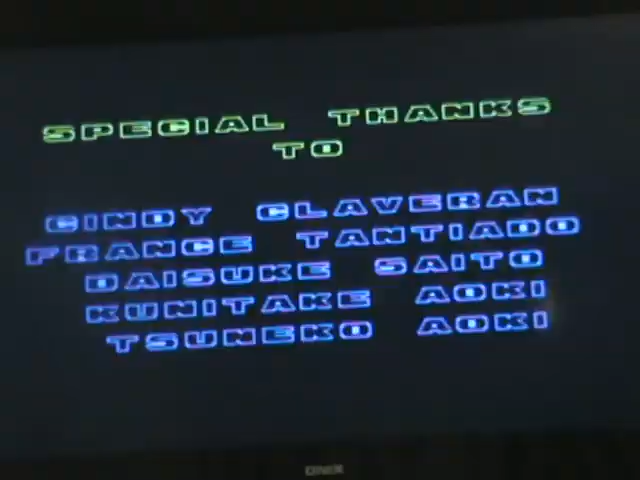 SPECIAL THANKS
TO
CINDY CLAVERAN
FRANCE TANTIADO
DAISUKE SAITO
KUNITAKE AOKI
TSUNEKO AOKI